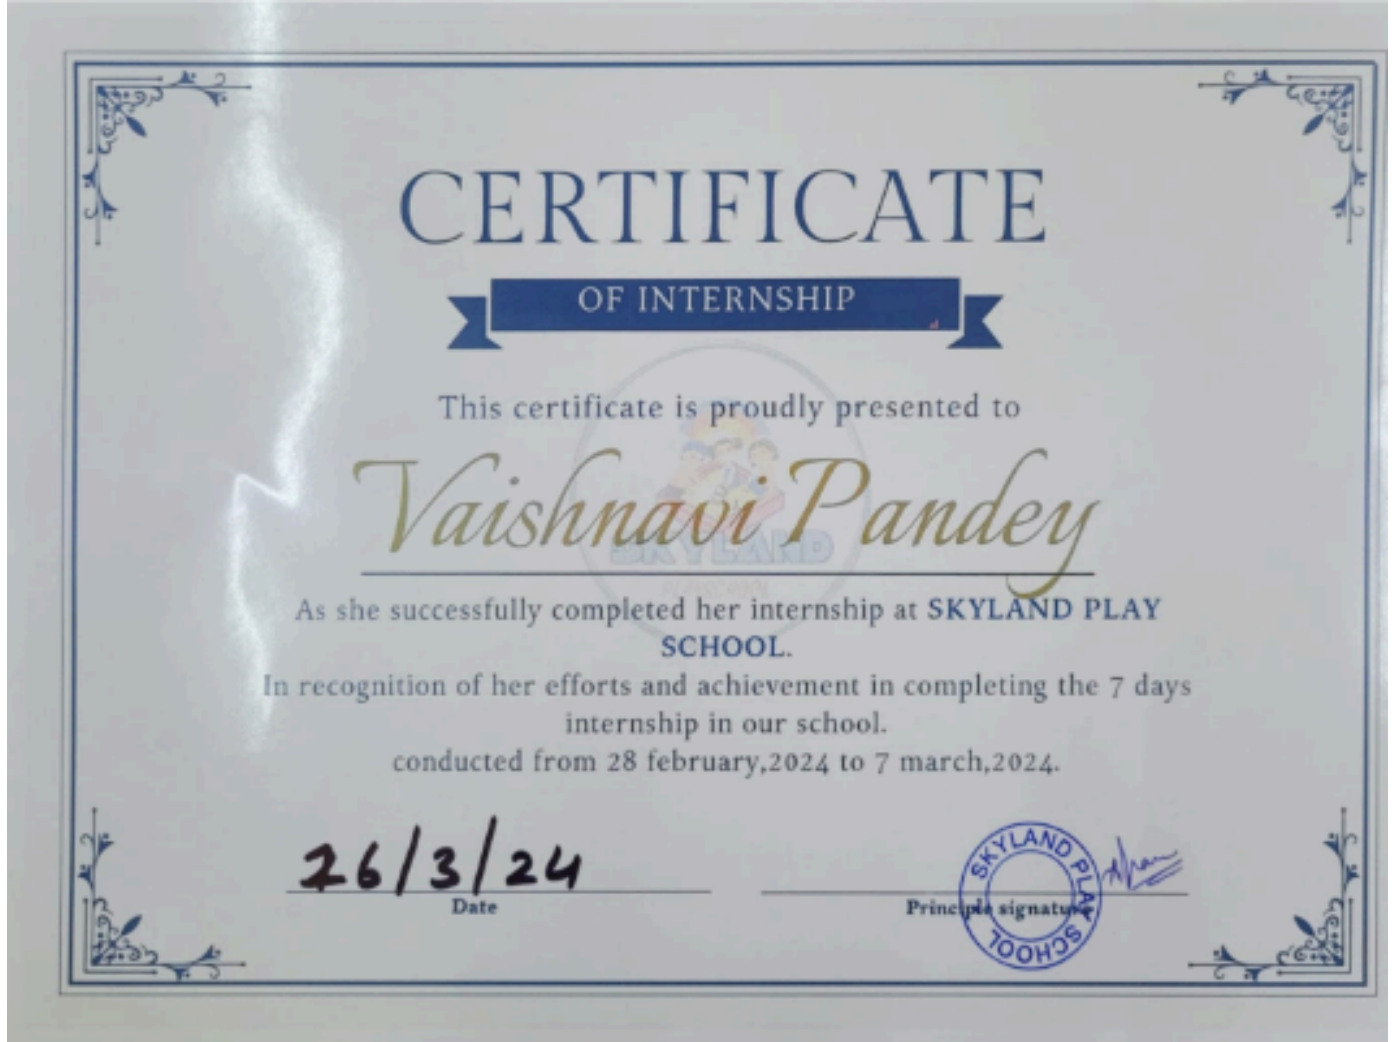 CERTIFICATE
OF INTERNSHIP
This certificate is proudly presented to
Vaishnavi Pandey
SKYLAND
PLAYSCHOOL
As she successfully completed her internship at SKYLAND PLAY
SCHOOL.
In recognition of her efforts and achievement in completing the 7 days
internship in our school.
conducted from 28 february,2024 to 7 march,2024.
26/3/24
Date
Principle signature
SKYLAND PLAY SCHOOL